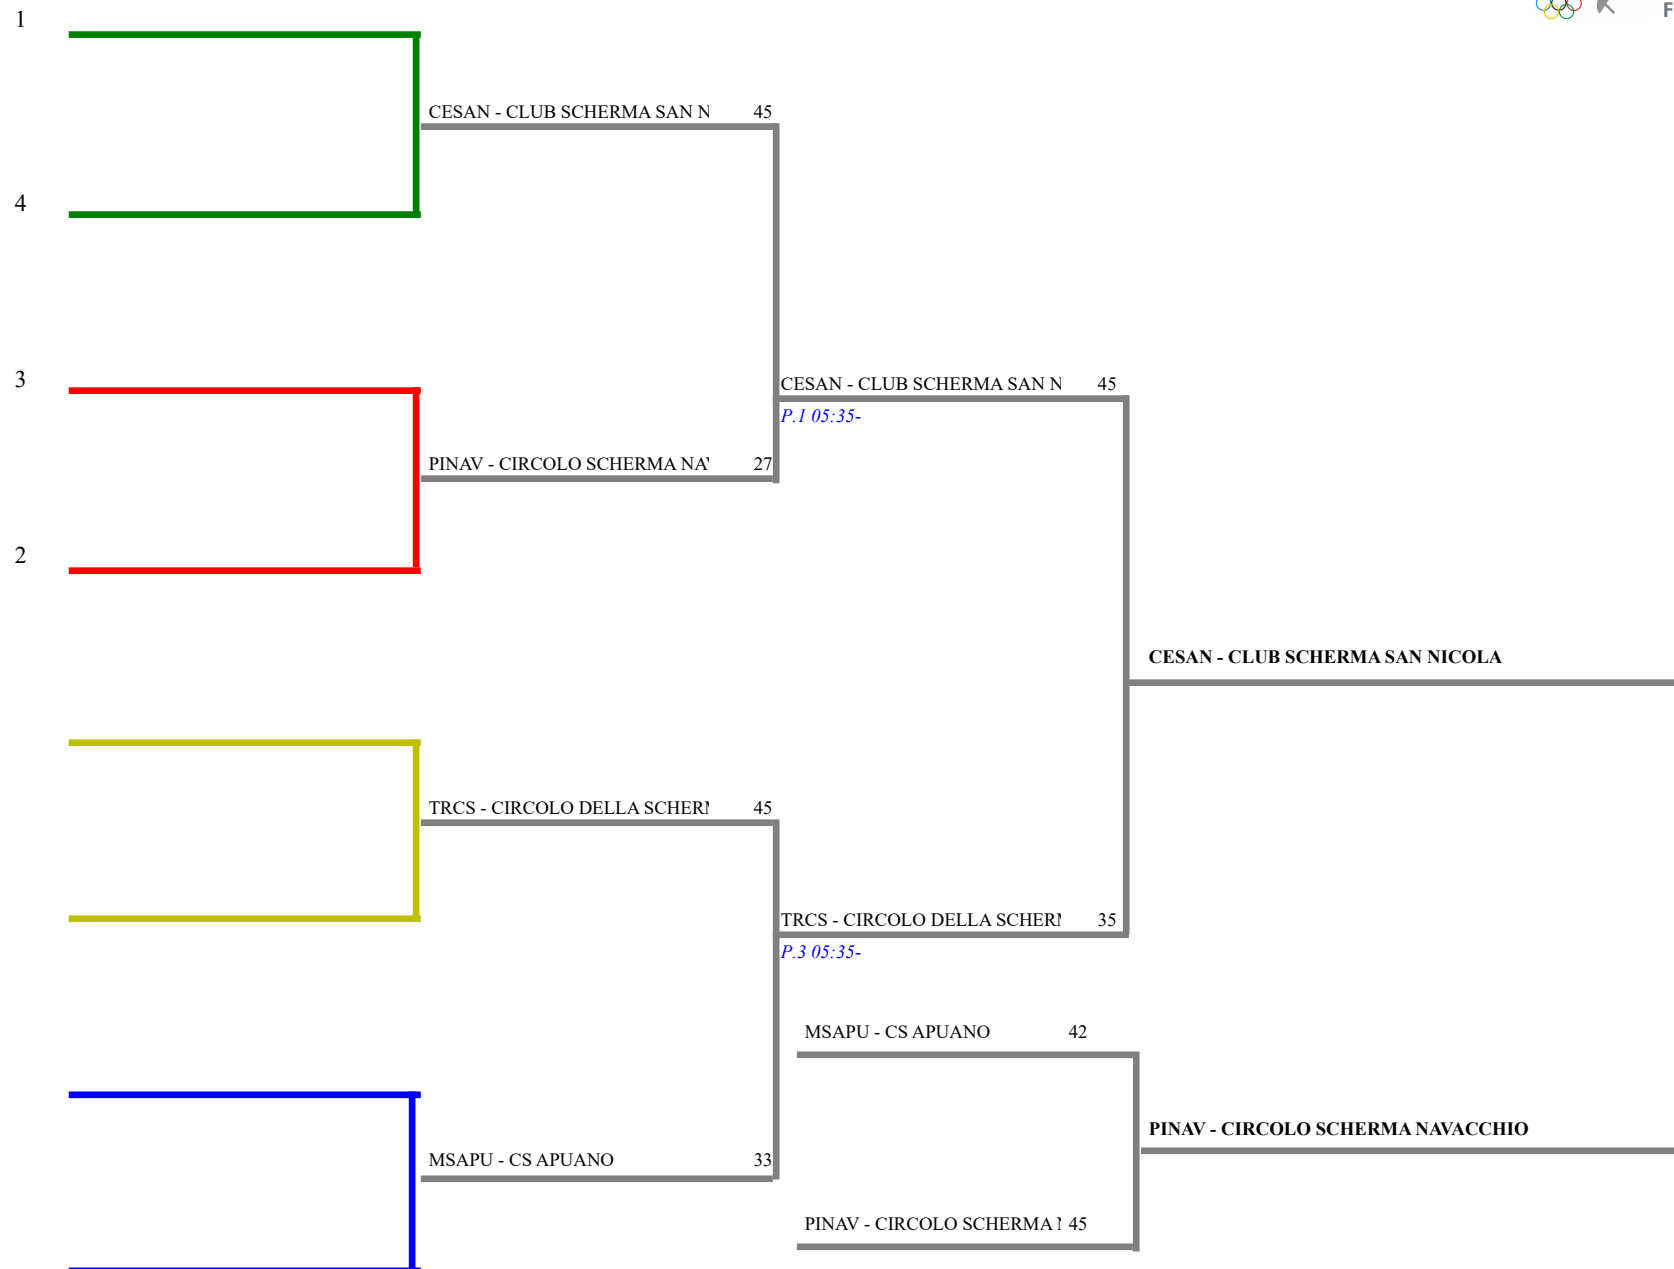 1
F
CESAN - CLUB SCHERMA SAN N 45
4
3
CESAN - CLUB SCHERMA SAN N 45
P.1 05:35-
PINAV - CIRCOLO SCHERMA NA 27
2
CESAN - CLUB SCHERMA SAN NICOLA
TRCS - CIRCOLO DELLA SCHER 45
TRCS - CIRCOLO DELLA SCHER 35
P.3 05:35-
MSAPU - CS APUANO 42
PINAV - CIRCOLO SCHERMA NAVACCHIO
MSAPU - CS APUANO 33
PINAV - CIRCOLO SCHERMA 45